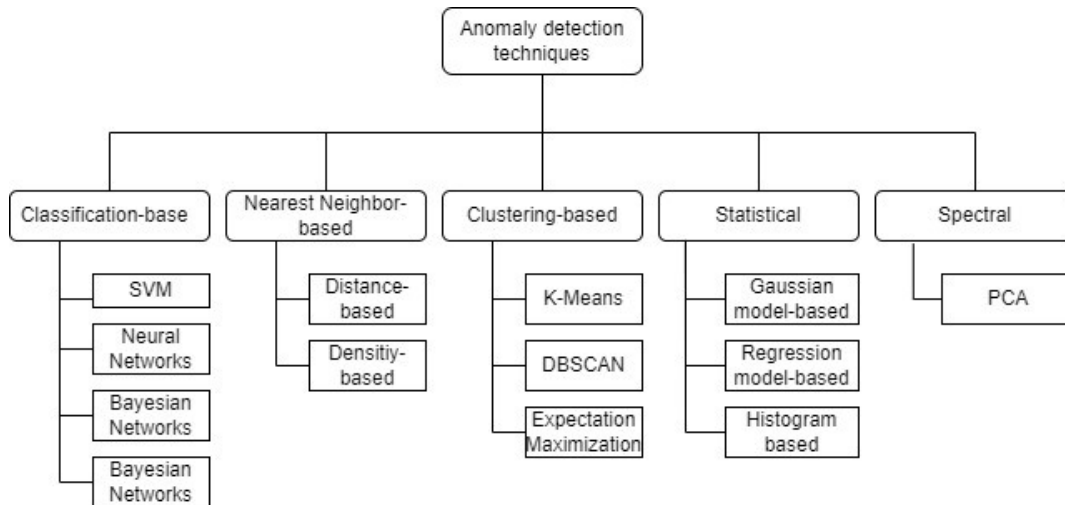 Anomaly detection
techniques
Classification-base
Nearest Neighbor-
based
Clustering-based
Statistical
Spectral
SVM
Neural
Networks
Bayesian
Networks
Bayesian
Networks
Distance-
based
Densitiy-
based
K-Means
DBSCAN
Expectation
Maximization
Gaussian
model-based
Regression
model-based
Histogram
based
PCA